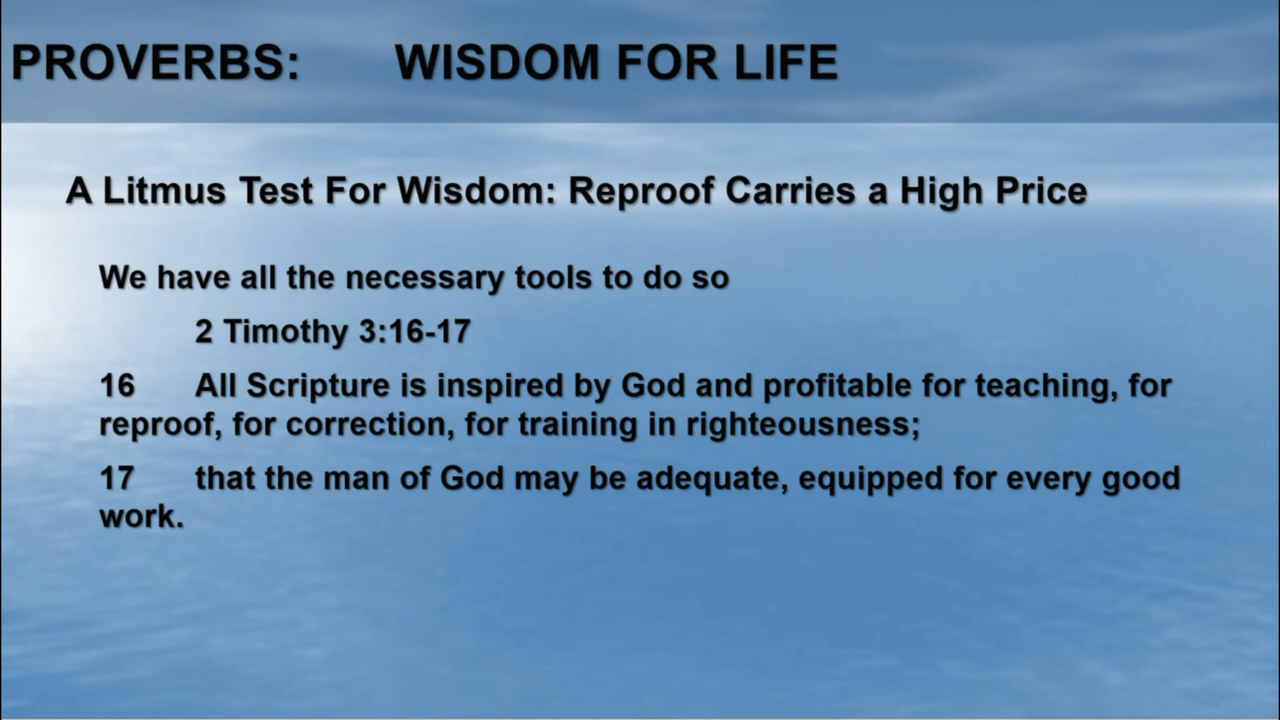 PROVERBS: WISDOM FOR LIFE
A Litmus Test For Wisdom: Reproof Carries a High Price
We have all the necessary tools to do so
2 Timothy 3:16-17
16 All Scripture is inspired by God and profitable for teaching, for
reproof, for correction, for training in righteousness;
17 that the man of God may be adequate, equipped for every good
work.